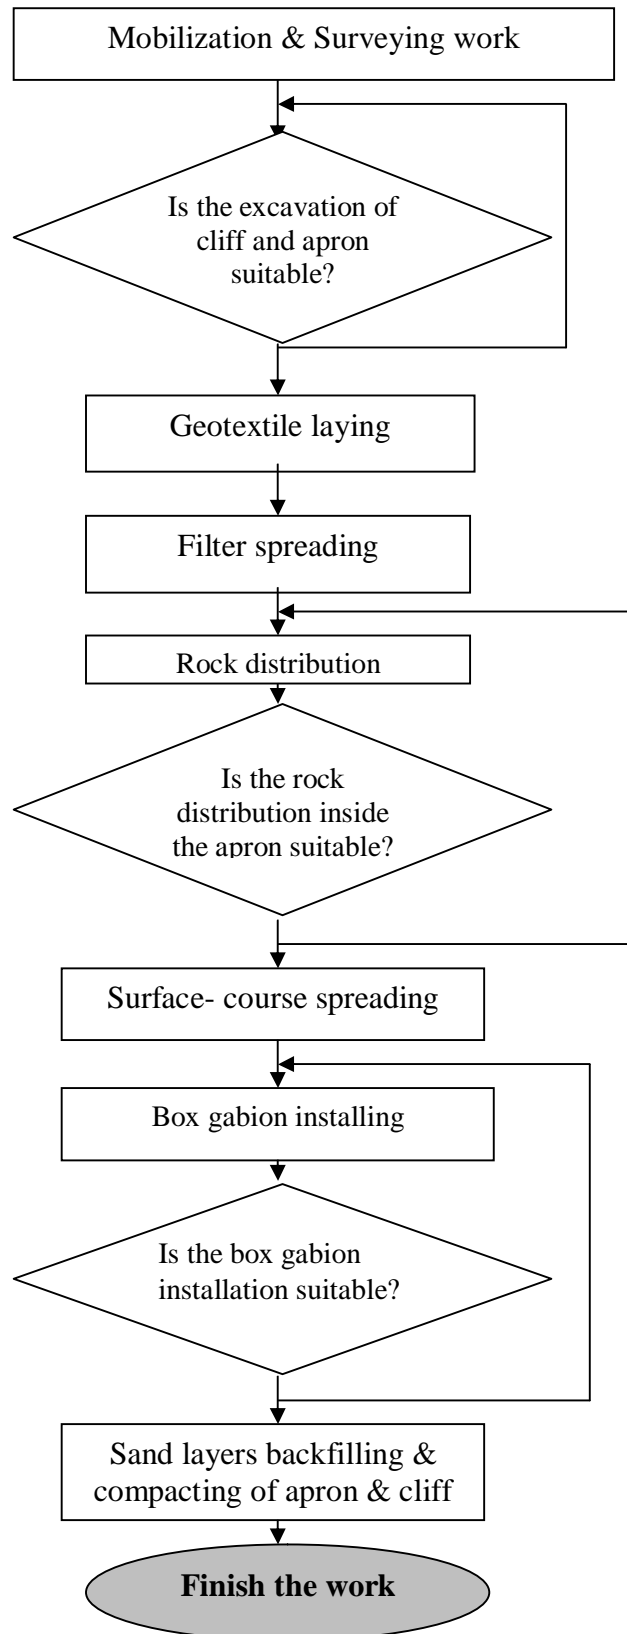 Mobilization & Surveying work
Is the excavation of
cliff and apron
suitable?
Geotextile laying
Filter spreading
Rock distribution
Is the rock
distribution inside
the apron suitable?
Surface- course spreading
Box gabion installing
Is the box gabion
installation suitable?
Sand layers backfilling &
compacting of apron & cliff
Finish the work